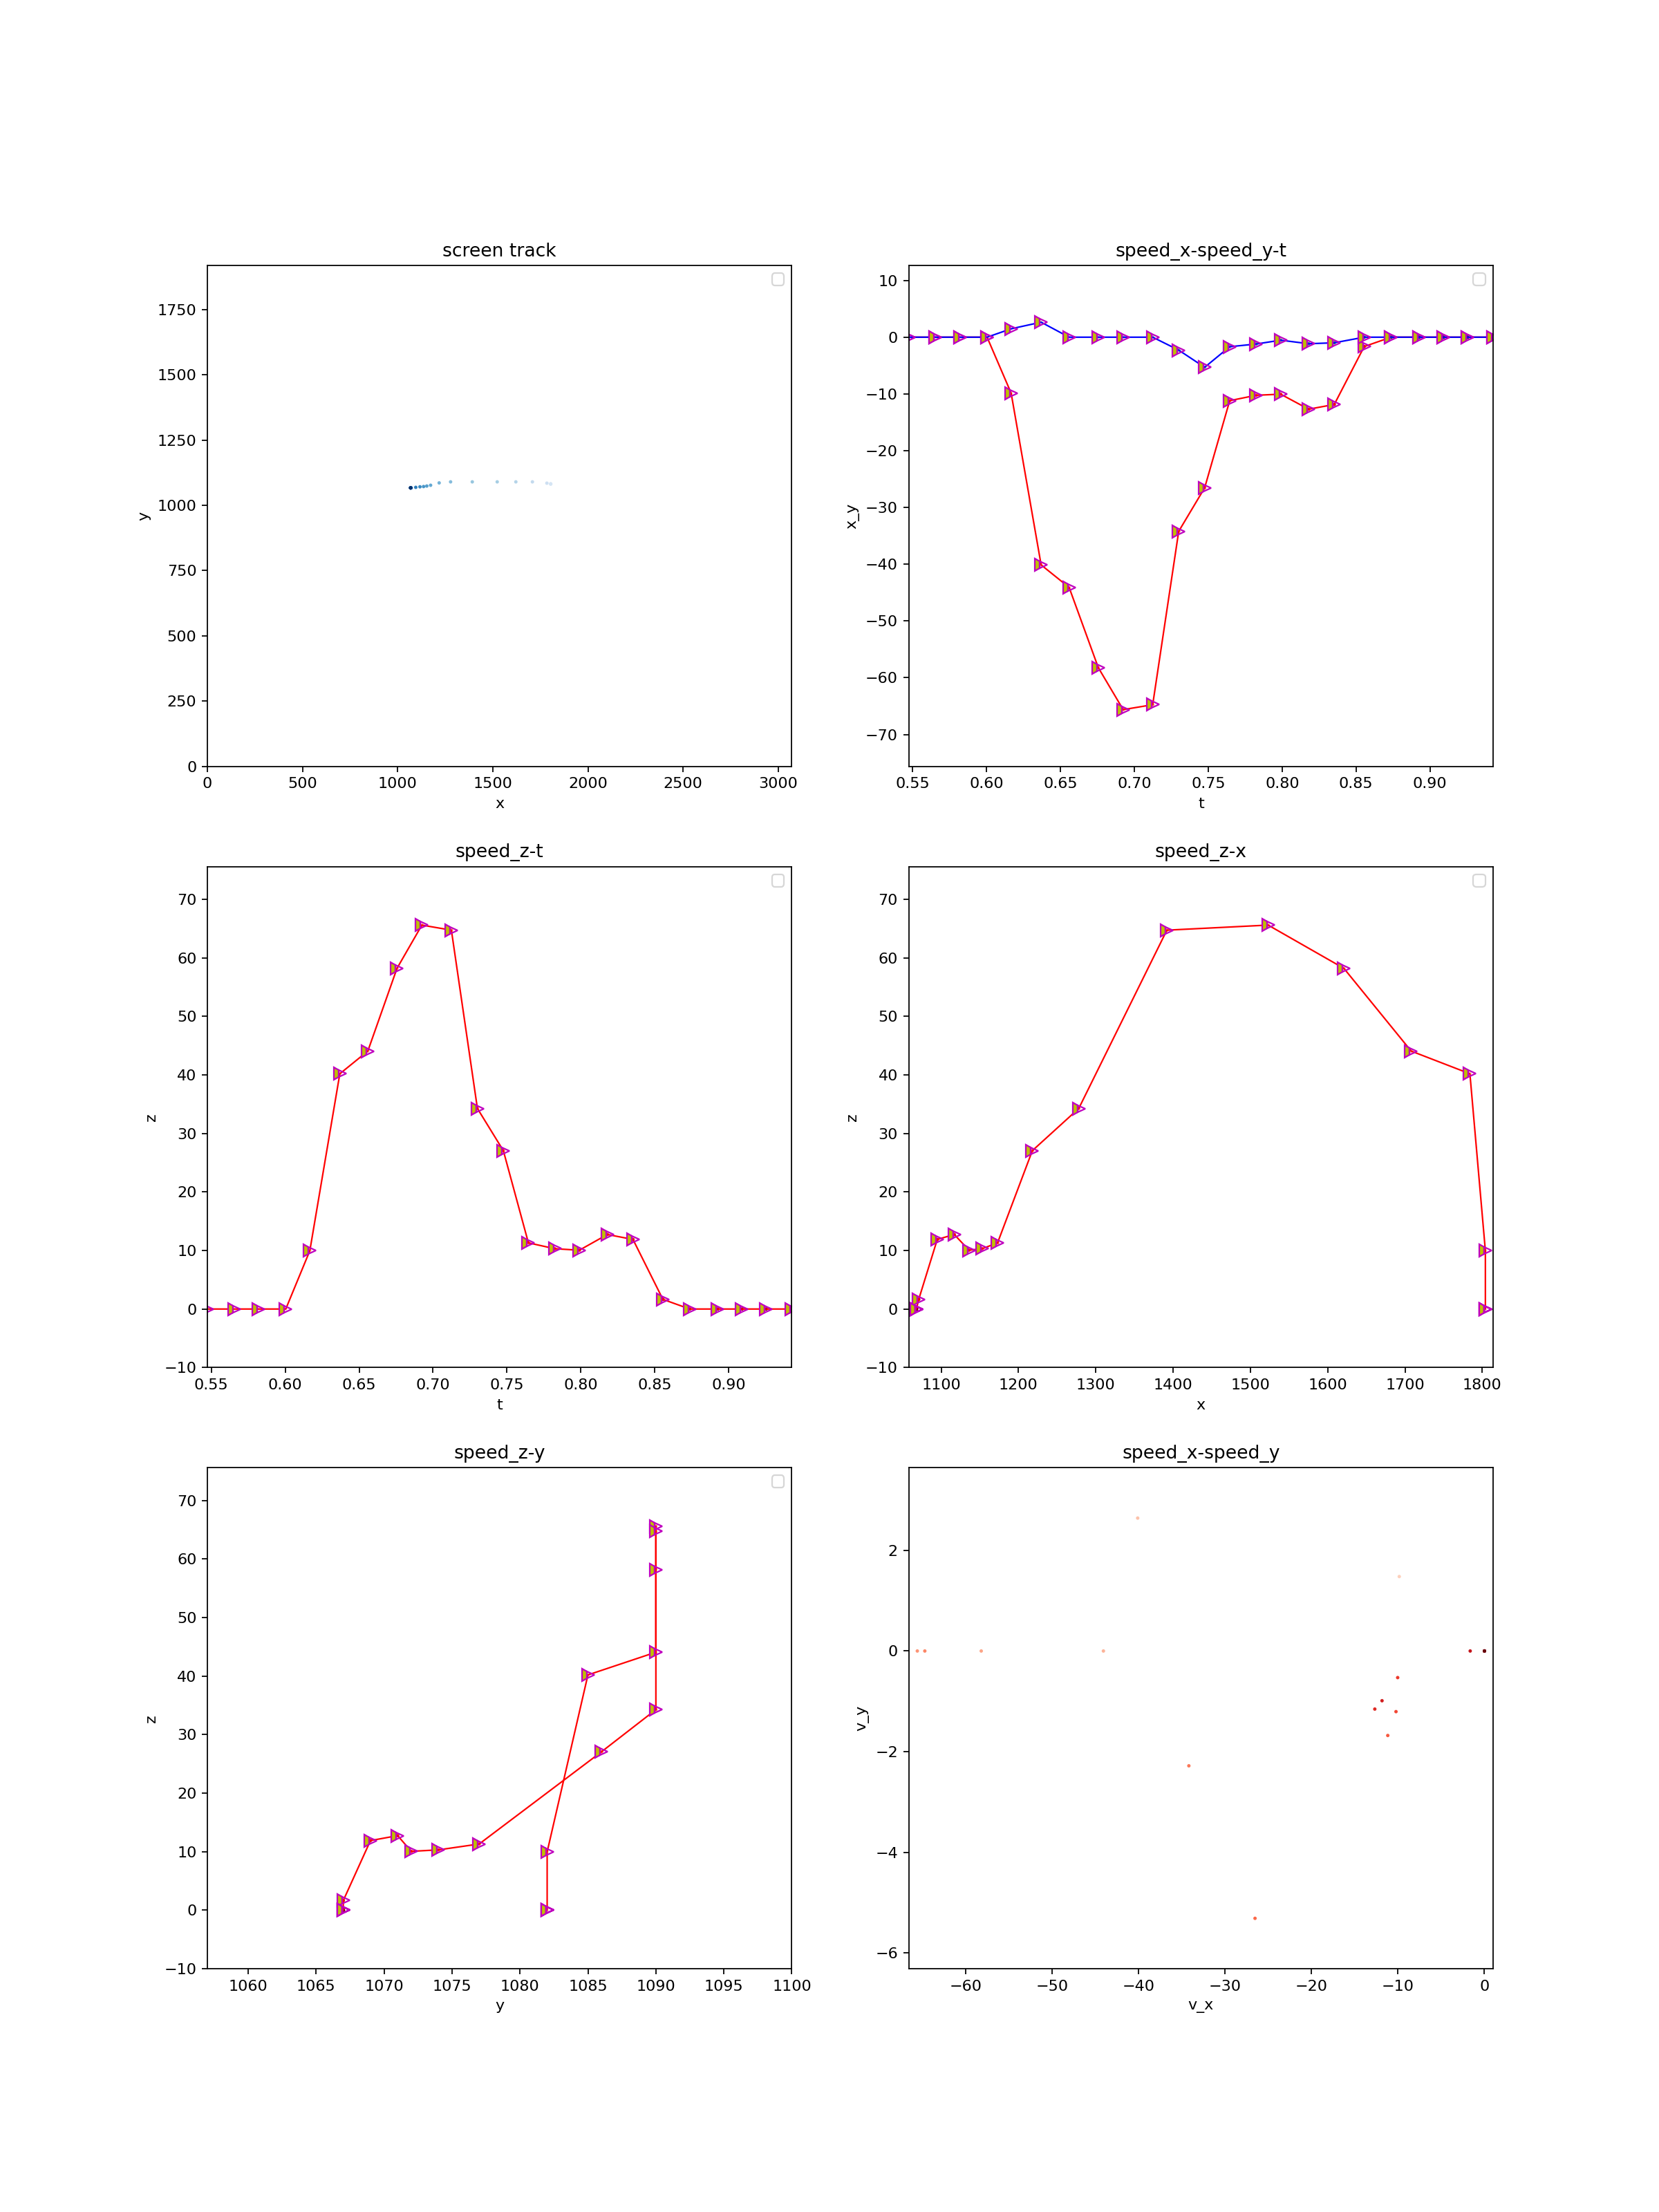 screen track
1750
1500
1250
1000
750
500
250
0
y
0 500 1000 1500 2000 2500 3000
x
speed_x-speed_y-t
10
0
−10
−20
−30
−40
−50
−60
−70
x_y
0.55 0.60 0.65 0.70 0.75 0.80 0.85 0.90
t
speed_z-t
70
60
50
40
30
20
10
0
−10
z
0.55 0.60 0.65 0.70 0.75 0.80 0.85 0.90
t
speed_z-x
70
60
50
40
30
20
10
0
−10
z
1100 1200 1300 1400 1500 1600 1700 1800
x
speed_z-y
70
60
50
40
30
20
10
0
−10
z
1060 1065 1070 1075 1080 1085 1090 1095 1100
y
speed_x-speed_y
2
0
−2
−4
−6
v_y
−60 −50 −40 −30 −20 −10 0
v_x